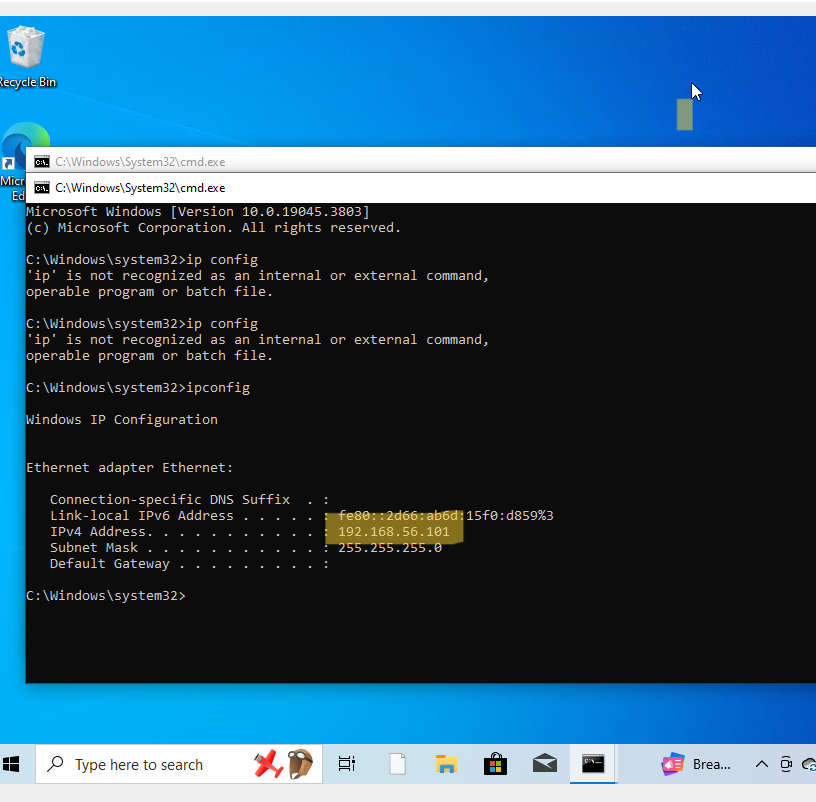 Recycle Bin
Micr
Ed
C:\Windows\System32\cmd.exe
C:\Windows\System32\cmd.exe
Microsoft Windows [Version 10.0.19045.3803]
(c) Microsoft Corporation. All rights reserved.
C:\Windows\system32>ip config
'ip' is not recognized as an internal or external command,
operable program or batch file.
C:\Windows\system32>ip config
'ip' is not recognized as an internal or external command,
operable program or batch file.
C:\Windows\system32>ipconfig
Windows IP Configuration
Ethernet adapter Ethernet:
Connection-specific DNS Suffix  . :
Link-local IPv6 Address . . . . . : fe80::2d66:ab6d:15f0:d859%3
IPv4 Address. . . . . . . . . . . : 192.168.56.101
Subnet Mask . . . . . . . . . . . : 255.255.255.0
Default Gateway . . . . . . . . . :
C:\Windows\system32>
Type here to search
Brea...